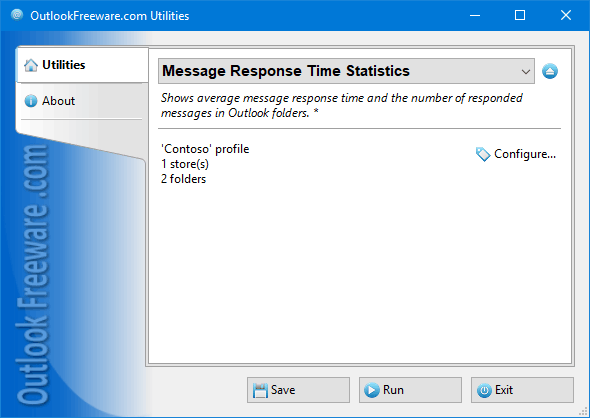 OutlookFreeware.com Utilities
Utilities
About
Message Response Time Statistics
Shows average message response time and the number of responded
messages in Outlook folders. *
'Contoso' profile
1 store(s)
2 folders
Configure...
Outlook Freeware .com
Save
Run
Exit